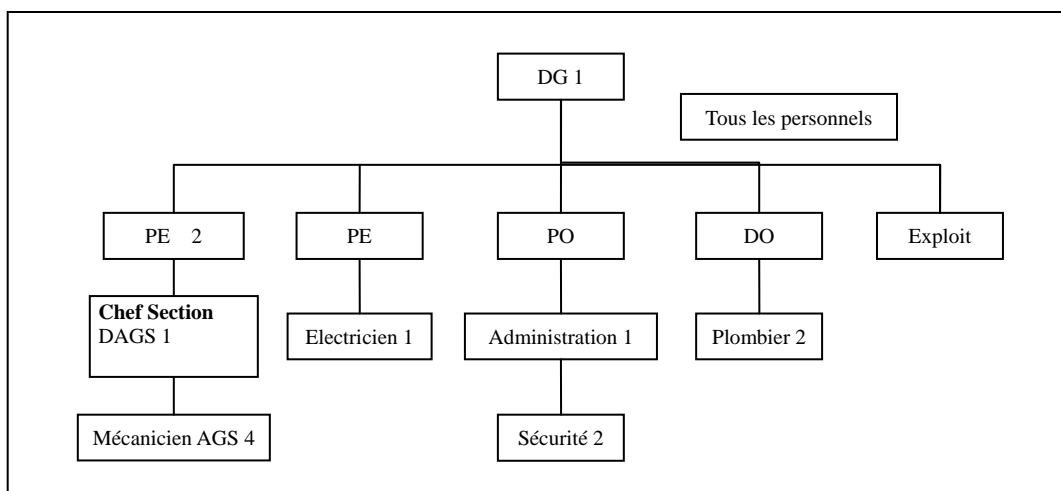 DG 1
Tous les personnels
PE 2
PE
PO
DO
Exploit
Chef Section
DAGS 1
Electricien 1
Administration 1
Plombier 2
Mécanicien AGS 4
Sécurité 2